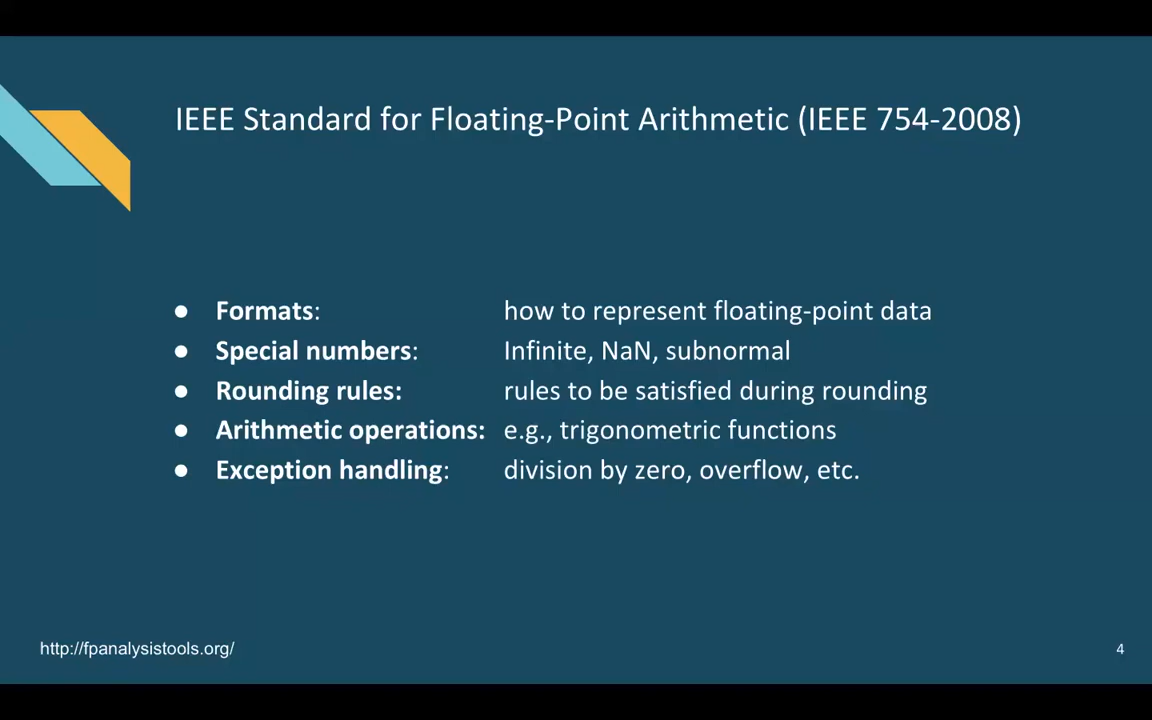 IEEE Standard for Floating-Point Arithmetic (IEEE 754-2008)
● Formats: how to represent floating-point data
● Special numbers: Infinite, NaN, subnormal
● Rounding rules: rules to be satisfied during rounding
● Arithmetic operations: e.g., trigonometric functions
● Exception handling: division by zero, overflow, etc.
http://fpanalysistools.org/ 4